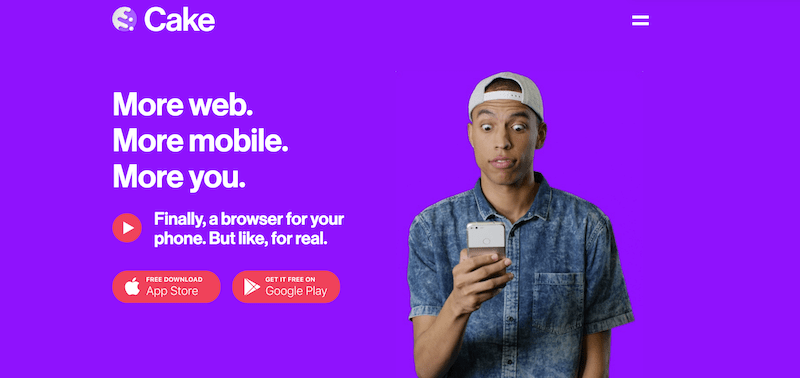 Cake
More web.
More mobile.
More you.
Finally, a browser for your
phone. But like, for real.
FREE DOWNLOAD
App Store
GET IT FREE ON
Google Play